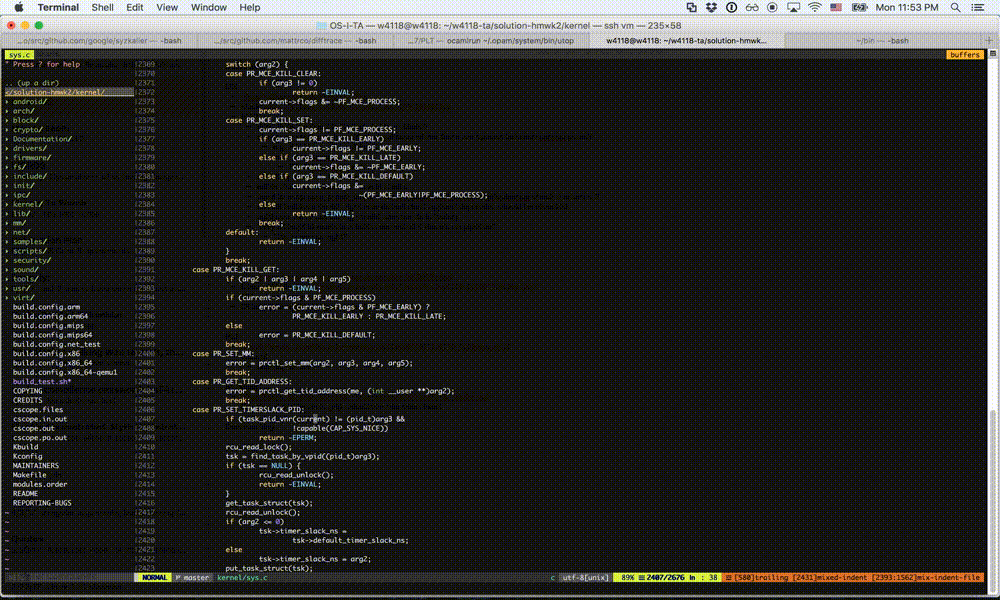 Terminal Shell Edit View Window Help Mon 11:53 PM
OS-I-TA — w4118@w4118: ~/w4118-ta/solution-hmwk2/kernel — ssh vm — 235×58
...o/src/github.com/google/syzkaller — -bash .../src/github.com/mattrco/difftrace — -bash ...7/PLT — ocamlrun ~/.opam/system/bin/utop w4118@w4118: ~/w4118-ta/solution-hmwk... ~/bin — -bash
sys.c buffers
" Press ? for help
.. (up a dir)
</solution-hmwk2/kernel/
android/
arch/
block/
crypto/
Documentation/
drivers/
firmware/
fs/
include/
init/
ipc/
kernel/
lib/
mm/
net/
samples/
scripts/
security/
sound/
tools/
usr/
virt/
build.config.arm
build.config.arm64
build.config.mips
build.config.mips64
build.config.net_test
build.config.x86
build.config.x86_64
build.config.x86_64-qemu1
build_test.sh*
COPYING
CREDITS
cscope.files
cscope.in.out
cscope.out
cscope.po.out
Kbuild
Kconfig
MAINTAINERS
Makefile
modules.order
README
REPORTING-BUGS
2369 switch (arg2) {
2370 case PR_MCE_KILL_CLEAR:
2371 if (arg3 != 0)
2372 return -EINVAL;
2373 current->flags &= ~PF_MCE_PROCESS;
2374 break;
2375 case PR_MCE_KILL_SET:
2376 current->flags |= PF_MCE_PROCESS;
2377 if (arg3 == PR_MCE_KILL_EARLY)
2378 current->flags |= PF_MCE_EARLY;
2379 else if (arg3 == PR_MCE_KILL_LATE)
2380 current->flags &= ~PF_MCE_EARLY;
2381 else if (arg3 == PR_MCE_KILL_DEFAULT)
2382 current->flags &=
2383 ~(PF_MCE_EARLY|PF_MCE_PROCESS);
2384 else
2385 return -EINVAL;
2386 break;
2387 default:
2388 return -EINVAL;
2389 }
2390 break;
2391 case PR_MCE_KILL_GET:
2392 if (arg2 | arg3 | arg4 | arg5)
2393 return -EINVAL;
2394 if (current->flags & PF_MCE_PROCESS)
2395 error = (current->flags & PF_MCE_EARLY) ?
2396 PR_MCE_KILL_EARLY : PR_MCE_KILL_LATE;
2397 else
2398 error = PR_MCE_KILL_DEFAULT;
2399 break;
2400 case PR_SET_MM:
2401 error = prctl_set_mm(arg2, arg3, arg4, arg5);
2402 break;
2403 case PR_GET_TID_ADDRESS:
2404 error = prctl_get_tid_address(me, (int __user **)arg2);
2405 break;
2406 case PR_SET_TIMERSLACK_PID:
2407 if (task_pid_vnr(current) != (pid_t)arg3 &&
2408 !capable(CAP_SYS_NICE))
2409 return -EPERM;
2410 rcu_read_lock();
2411 tsk = find_task_by_vpid((pid_t)arg3);
2412 if (tsk == NULL) {
2413 rcu_read_unlock();
2414 return -EINVAL;
2415 }
2416 get_task_struct(tsk);
2417 rcu_read_unlock();
2418 if (arg2 <= 0)
2419 tsk->timer_slack_ns =
2420 tsk->default_timer_slack_ns;
2421 else
2422 tsk->timer_slack_ns = arg2;
2423 put_task_struct(tsk);
NORMAL master kernel/sys.c c utf-8[unix] 89% 2407/2676 ln : 38 [580]trailing [2431]mixed-indent [2393:1562]mix-indent-file